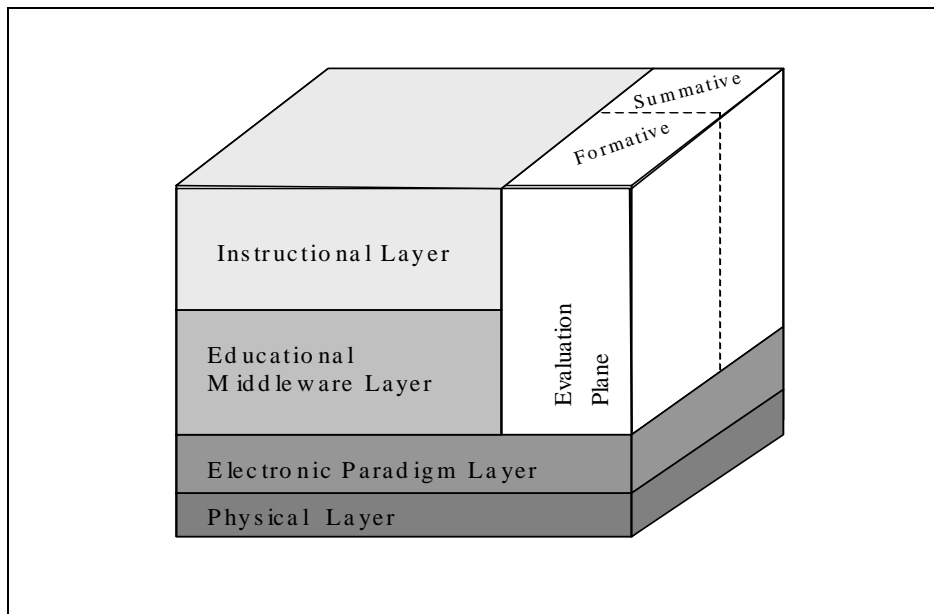 Summative
Formative
Instructional Layer
Educational
Middleware Layer
Evaluation
Plane
Electronic Paradigm Layer
Physical Layer